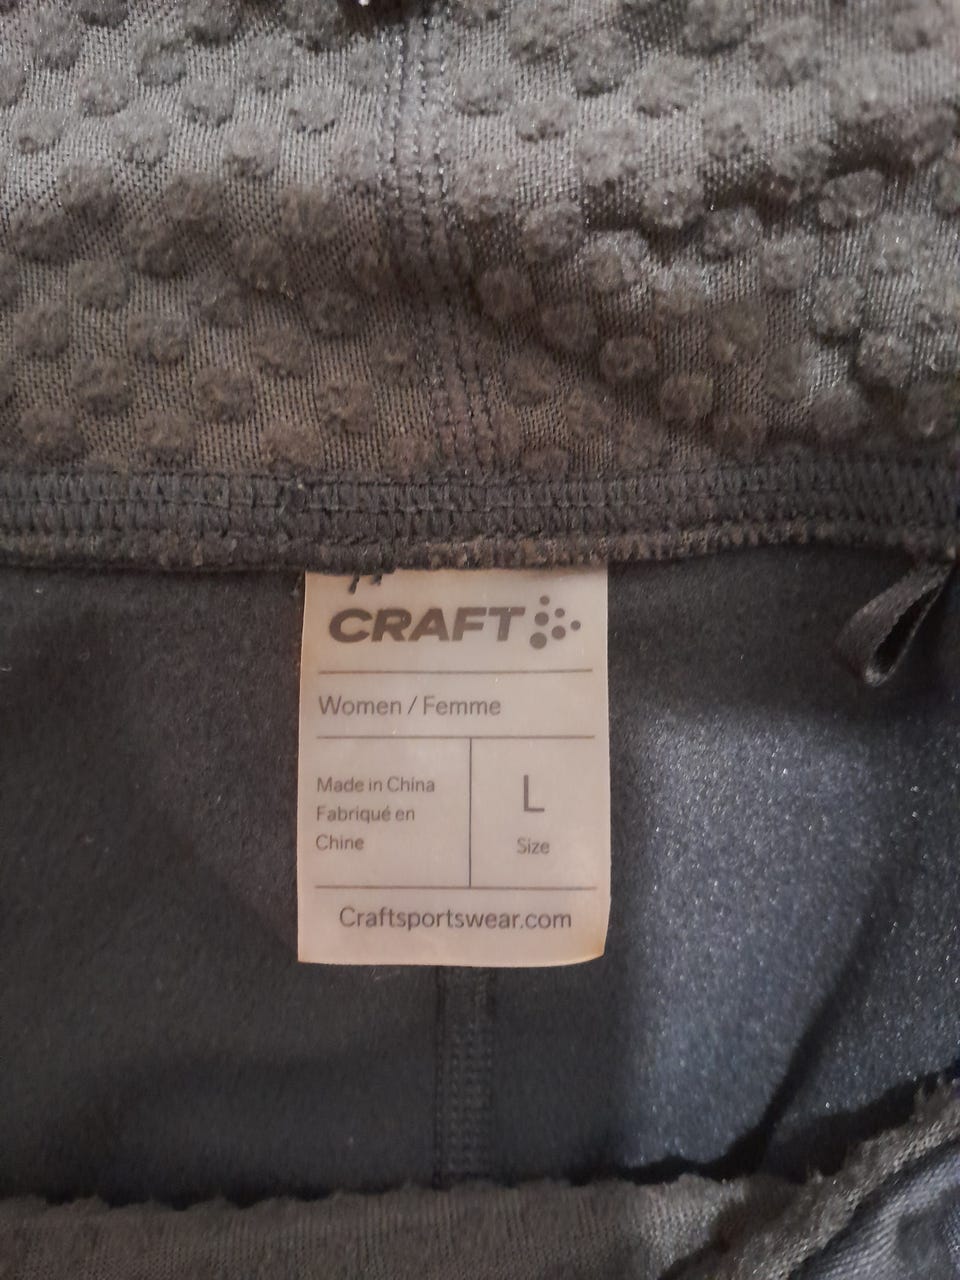 CRAFT
Women / Femme
Made in China
Fabriqué en
Chine
L
Size
Craftsportswear.com